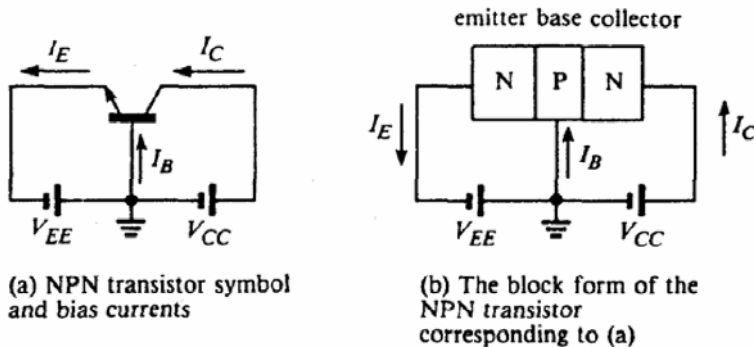 emitter base collector
I_E
I_C
I_B
V_EE
V_CC
N
P
N
I_E
I_C
I_B
V_EE
V_CC
(a) NPN transistor symbol
and bias currents
(b) The block form of the
NPN transistor
corresponding to (a)